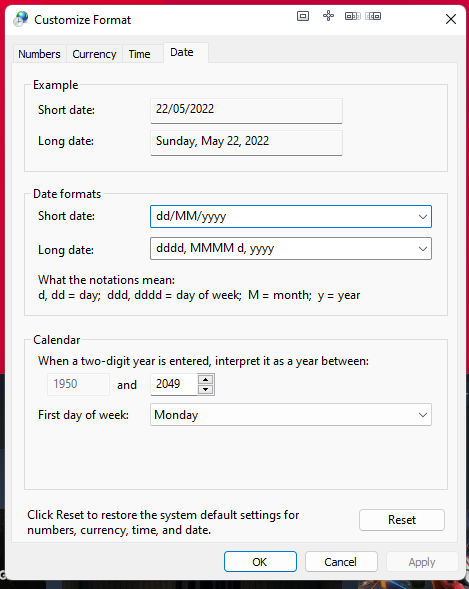 Customize Format
Numbers Currency Time Date
Example
Short date: 22/05/2022
Long date: Sunday, May 22, 2022
Date formats
Short date: dd/MM/yyyy
Long date: dddd, MMMM d, yyyy
What the notations mean:
d, dd = day;  ddd, dddd = day of week;  M = month;  y = year
Calendar
When a two-digit year is entered, interpret it as a year between:
1950 and 2049
First day of week: Monday
Click Reset to restore the system default settings for
numbers, currency, time, and date.
Reset
OK Cancel Apply